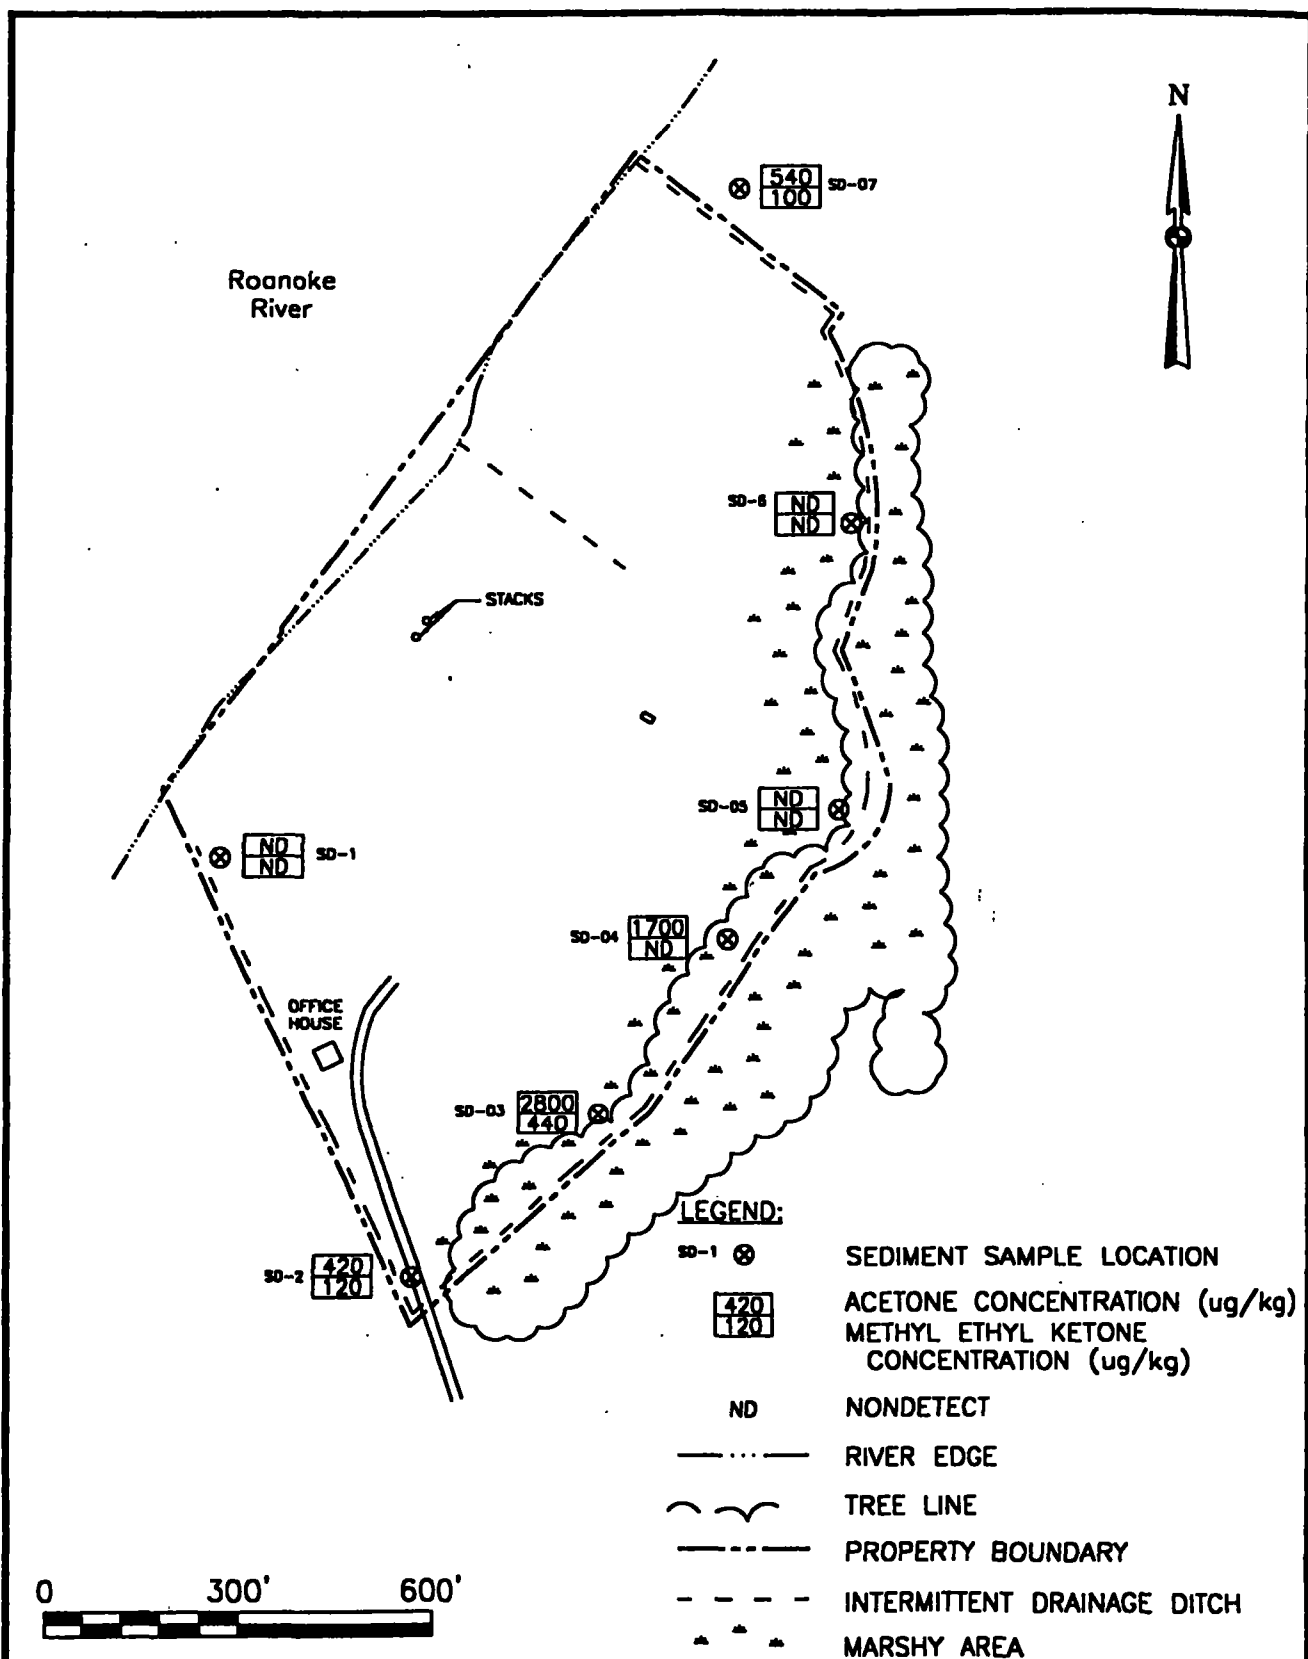 N
540
100
SD-07
Roanoke
River
SD-6
ND
ND
STACKS
SD-05
ND
ND
ND
ND
SD-1
SD-04
1700
ND
OFFICE
HOUSE
SD-03
2800
440
SD-2
420
120
LEGEND:
SD-1
SEDIMENT SAMPLE LOCATION
420
120
ACETONE CONCENTRATION (ug/kg)
METHYL ETHYL KETONE
CONCENTRATION (ug/kg)
ND
NONDETECT
RIVER EDGE
TREE LINE
PROPERTY BOUNDARY
INTERMITTENT DRAINAGE DITCH
MARSHY AREA
0 300' 600'